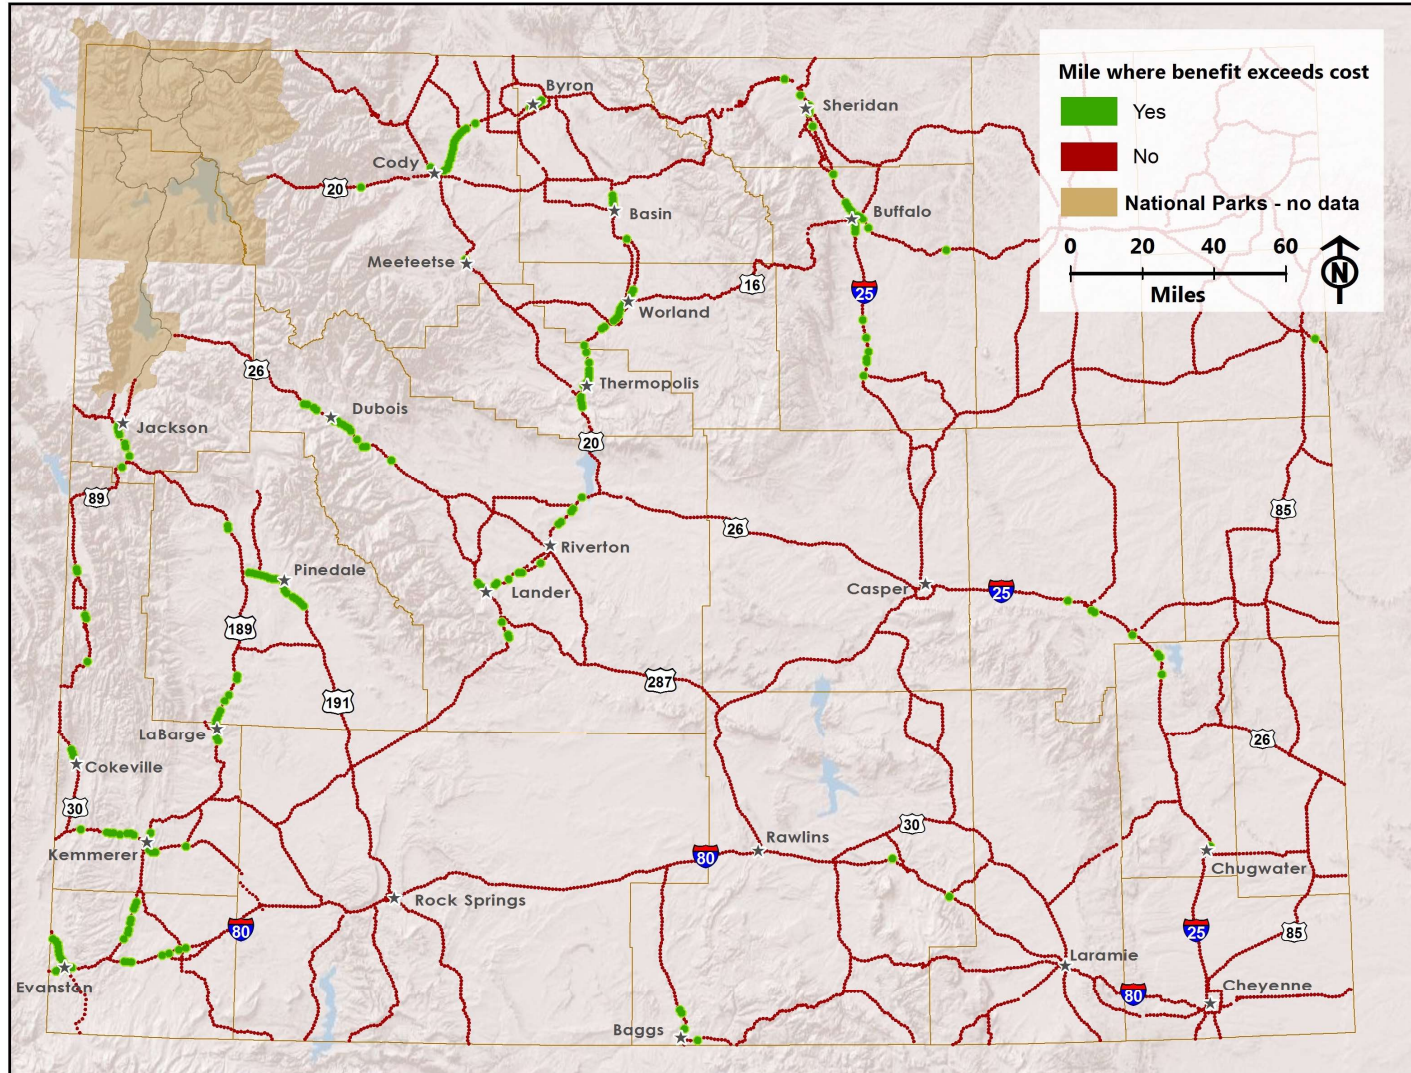 Mile where benefit exceeds cost
Yes
No
National Parks - no data
0 20 40 60
Miles
N
Byron
Sheridan
Cody
20
Basin
Buffalo
Meeteetse
16
25
Worland
26
Thermopolis
Dubois
Jackson
20
89
85
26
Riverton
Pinedale
Casper
25
Lander
189
287
191
LaBarge
26
Cokeville
30
30
Rawlins
Kemmerer
80
Chugwater
Rock Springs
80
25
85
Laramie
Evanston
80
Cheyenne
Baggs